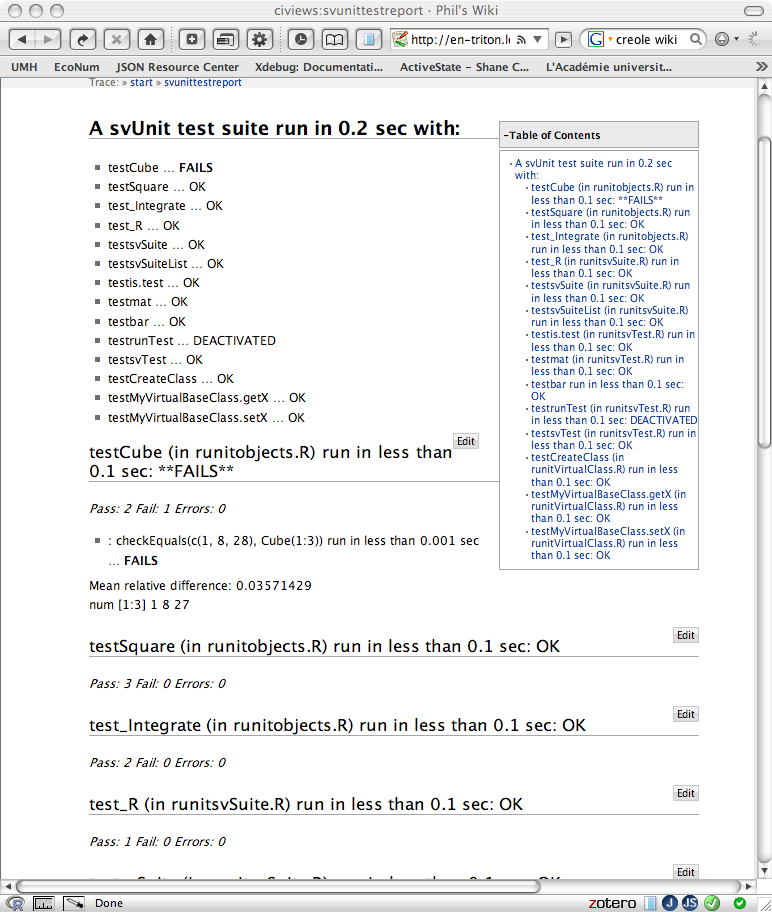 civiews:svunittestreport · Phil's Wiki
http://en-triton.lo
creole wiki
UMH EcoNum JSON Resource Center Xdebug: Documentati... ActiveState – Shane C... L'Académie universit...
Trace: » start » svunittestreport
A svUnit test suite run in 0.2 sec with:
testCube ... FAILS
testSquare ... OK
test_Integrate ... OK
test_R ... OK
testsvSuite ... OK
testsvSuiteList ... OK
testis.test ... OK
testmat ... OK
testbar ... OK
testrunTest ... DEACTIVATED
testsvTest ... OK
testCreateClass ... OK
testMyVirtualBaseClass.getX ... OK
testMyVirtualBaseClass.setX ... OK
–Table of Contents
A svUnit test suite run in 0.2 sec
with:
testCube (in runitobjects.R) run in
less than 0.1 sec: **FAILS**
testSquare (in runitobjects.R) run
in less than 0.1 sec: OK
test_Integrate (in runitobjects.R)
run in less than 0.1 sec: OK
test_R (in runitsvSuite.R) run in
less than 0.1 sec: OK
testsvSuite (in runitsvSuite.R) run
in less than 0.1 sec: OK
testsvSuiteList (in runitsvSuite.R)
run in less than 0.1 sec: OK
testis.test (in runitsvTest.R) run in
less than 0.1 sec: OK
testmat (in runitsvTest.R) run in
less than 0.1 sec: OK
testbar run in less than 0.1 sec:
OK
testrunTest (in runitsvTest.R) run
in less than 0.1 sec: DEACTIVATED
testsvTest (in runitsvTest.R) run in
less than 0.1 sec: OK
testCreateClass (in
runitVirtualClass.R) run in less
than 0.1 sec: OK
testMyVirtualBaseClass.getX (in
runitVirtualClass.R) run in less
than 0.1 sec: OK
testMyVirtualBaseClass.setX (in
runitVirtualClass.R) run in less
than 0.1 sec: OK
Edit
testCube (in runitobjects.R) run in less than
0.1 sec: **FAILS**
Pass: 2 Fail: 1 Errors: 0
: checkEquals(c(1, 8, 28), Cube(1:3)) run in less than 0.001 sec
... FAILS
Mean relative difference: 0.03571429
num [1:3] 1 8 27
Edit
testSquare (in runitobjects.R) run in less than 0.1 sec: OK
Pass: 3 Fail: 0 Errors: 0
Edit
test_Integrate (in runitobjects.R) run in less than 0.1 sec: OK
Pass: 2 Fail: 0 Errors: 0
Edit
test_R (in runitsvSuite.R) run in less than 0.1 sec: OK
Pass: 1 Fail: 0 Errors: 0
Edit
Done
zotero
J
JS